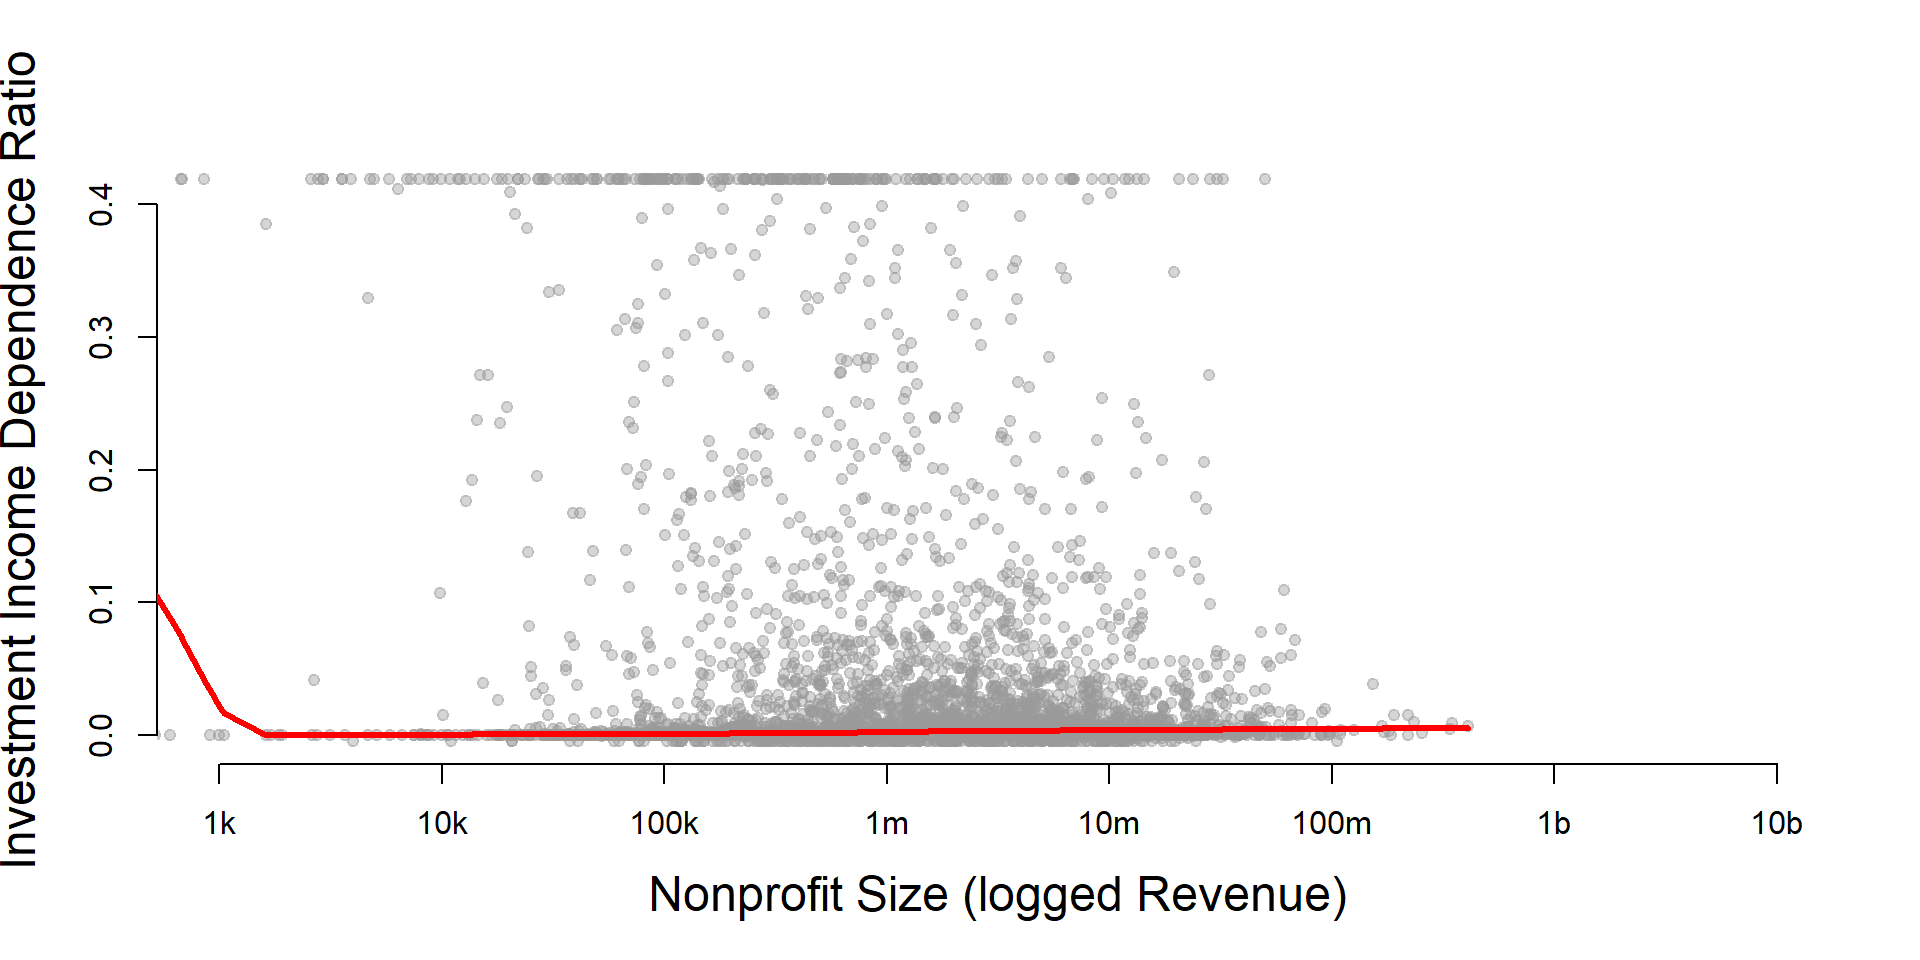 Investment Income Dependence Ratio
0.4
0.3
0.2
0.1
0.0
1k 10k 100k 1m 10m 100m 1b 10b
Nonprofit Size (logged Revenue)